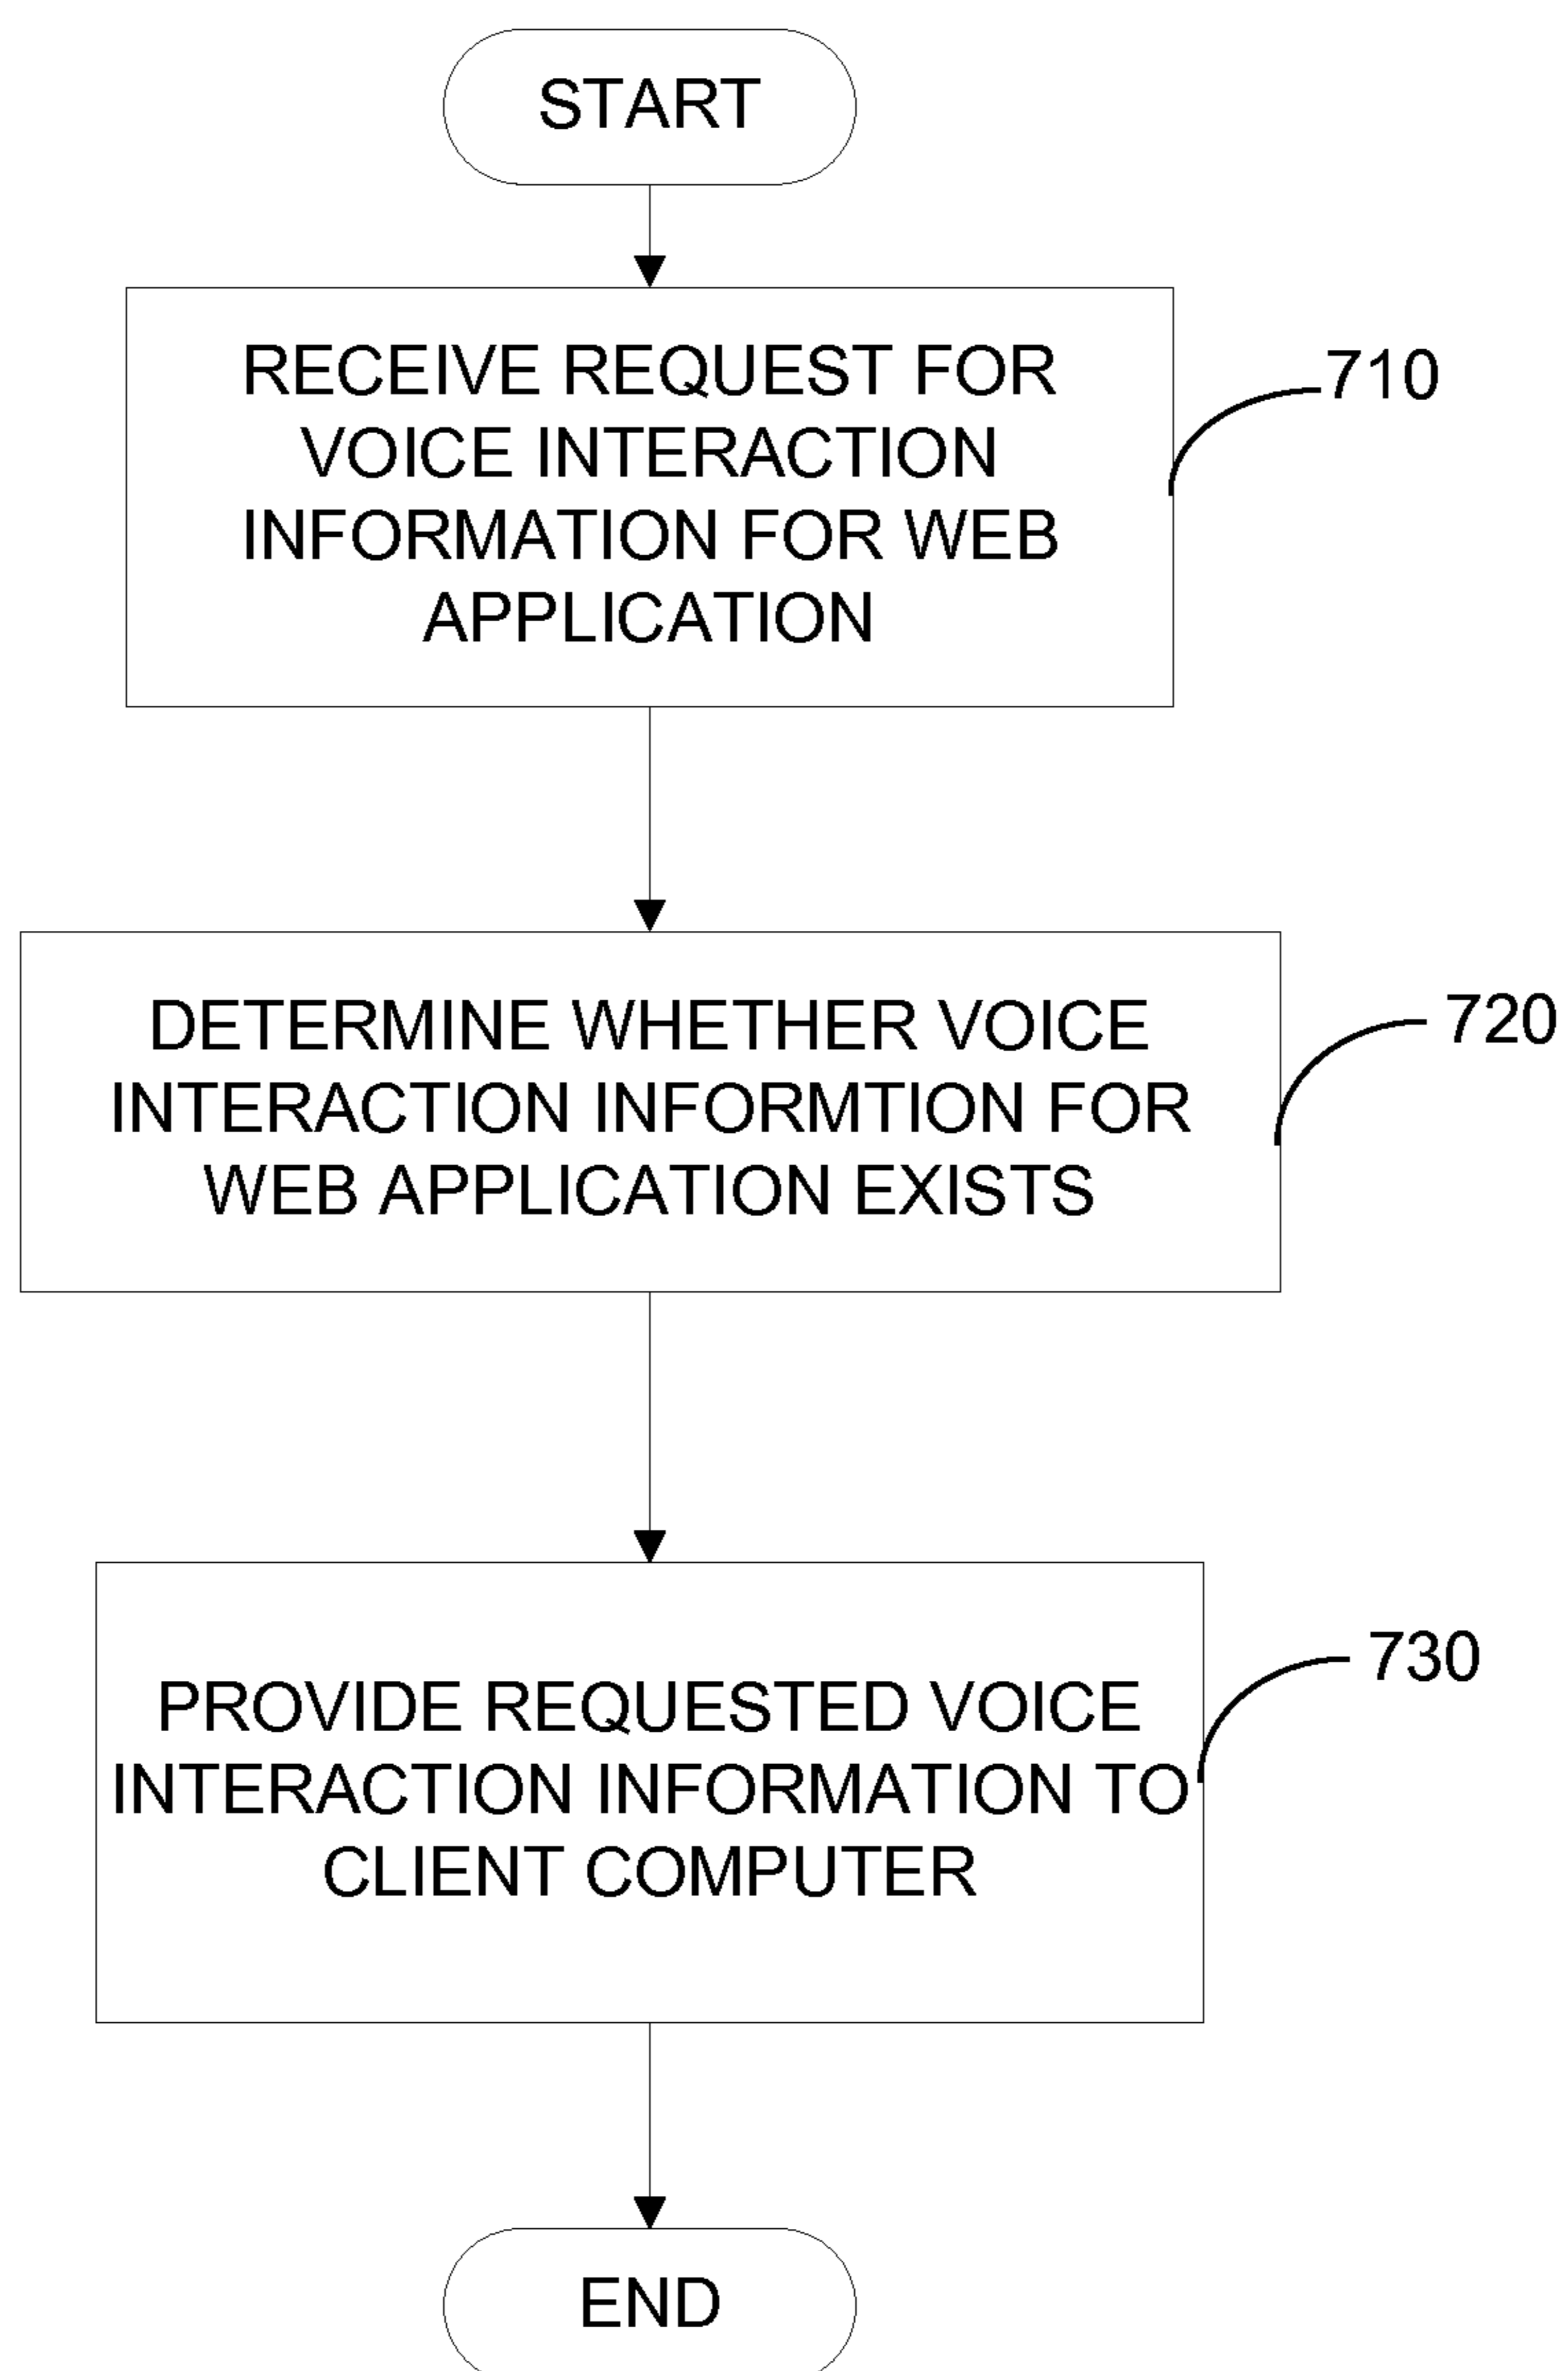 START
RECEIVE REQUEST FOR
VOICE INTERACTION
INFORMATION FOR WEB
APPLICATION
710
DETERMINE WHETHER VOICE
INTERACTION INFORMTION FOR
WEB APPLICATION EXISTS
720
PROVIDE REQUESTED VOICE
INTERACTION INFORMATION TO
CLIENT COMPUTER
730
END